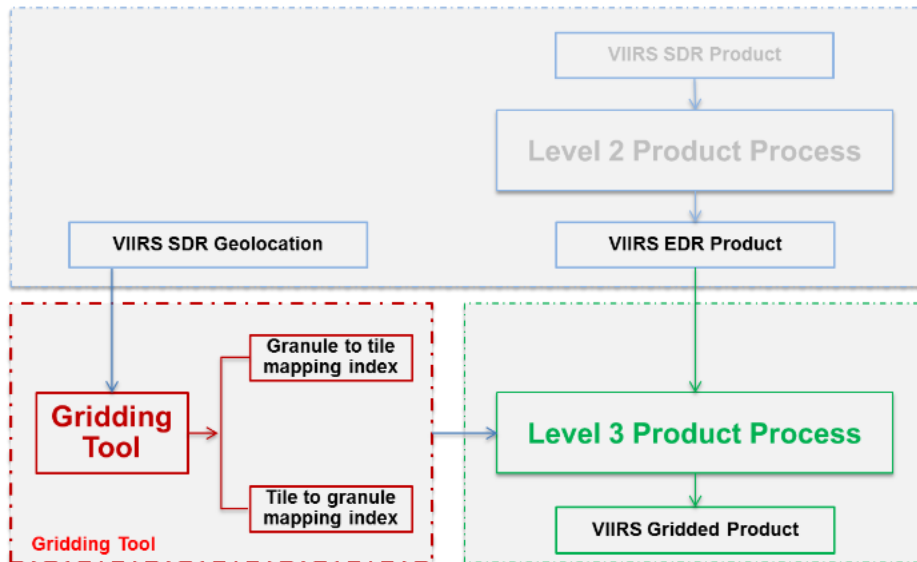 VIIRS SDR Product
Level 2 Product Process
VIIRS SDR Geolocation
VIIRS EDR Product
Granule to tile
mapping index
Gridding
Tool
Level 3 Product Process
Tile to granule
mapping index
VIIRS Gridded Product
Gridding Tool